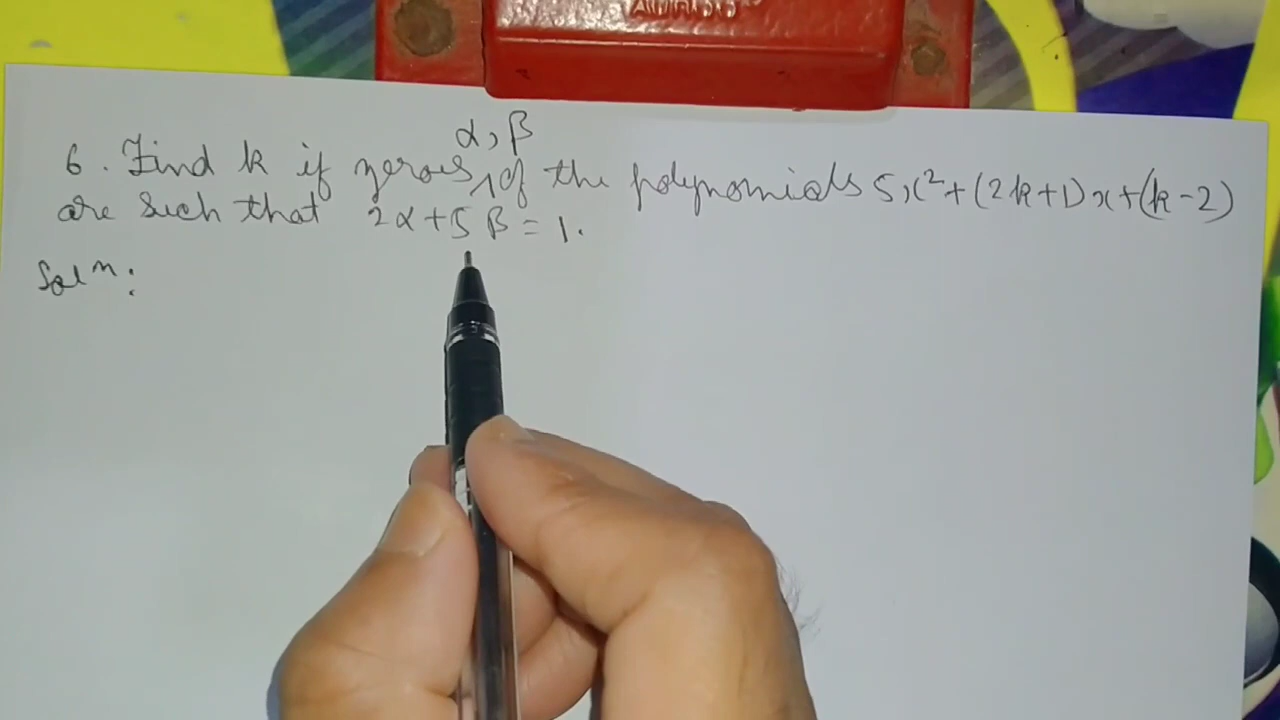 α, β
6. Find k if zeroes, of the polynomials 5x²+(2k+1)x+(k-2)
are such that 2α+5β=1.
Solⁿ: